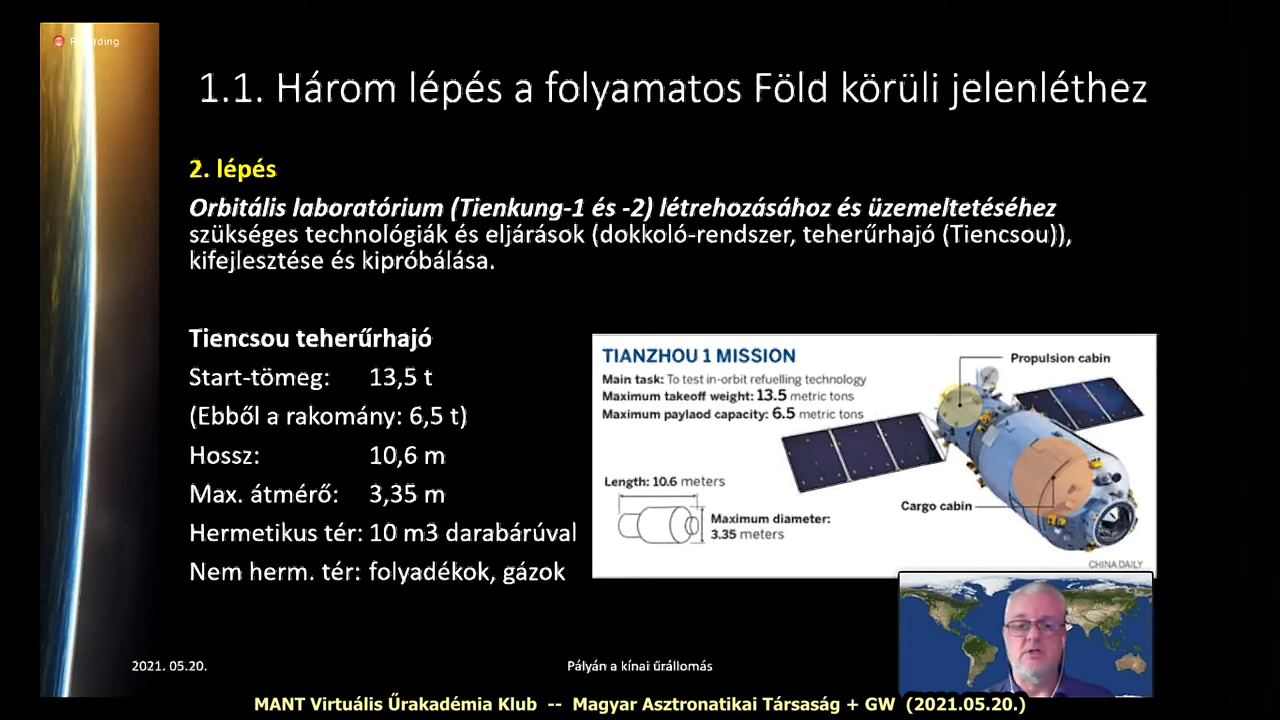 Recording
1.1. Három lépés a folyamatos Föld körüli jelenléthez
2. lépés
Orbitális laboratórium (Tienkung-1 és -2) létrehozásához és üzemeltetéséhez
szükséges technológiák és eljárások (dokkoló-rendszer, teherűrhajó (Tiencsou)),
kifejlesztése és kipróbálása.
Tiencsou teherűrhajó
Start-tömeg: 13,5 t
(Ebből a rakomány: 6,5 t)
Hossz: 10,6 m
Max. átmérő: 3,35 m
Hermetikus tér: 10 m3 darabárúval
Nem herm. tér: folyadékok, gázok
TIANZHOU 1 MISSION
Main task: To test in-orbit refuelling technology
Maximum takeoff weight: 13.5 metric tons
Maximum paylaod capacity: 6.5 metric tons
Propulsion cabin
Length: 10.6 meters
Maximum diameter:
3.35 meters
Cargo cabin
CHINA DAILY
2021. 05.20.
Pályán a kínai űrállomás
MANT Virtuális Űrakadémia Klub -- Magyar Asztronatikai Társaság + GW (2021.05.20.)